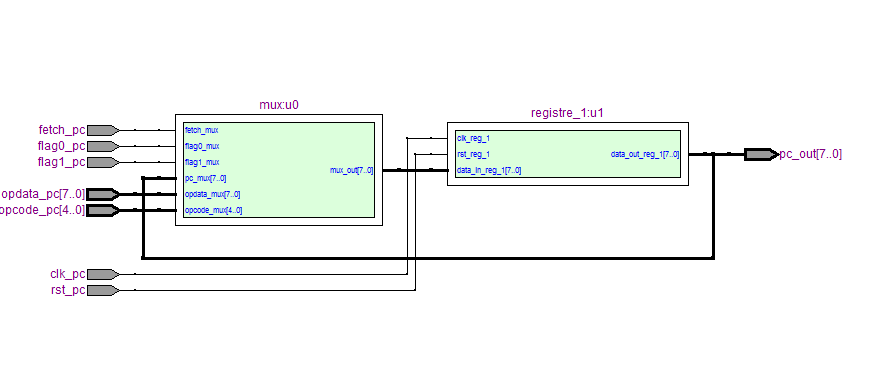 mux:u0
registre_1:u1
fetch_pc
flag0_pc
flag1_pc
opdata_pc[7..0]
opcode_pc[4..0]
clk_pc
rst_pc
fetch_mux
flag0_mux
flag1_mux
pc_mux[7..0]
opdata_mux[7..0]
opcode_mux[4..0]
mux_out[7..0]
clk_reg_1
rst_reg_1
data_in_reg_1[7..0]
data_out_reg_1[7..0]
pc_out[7..0]